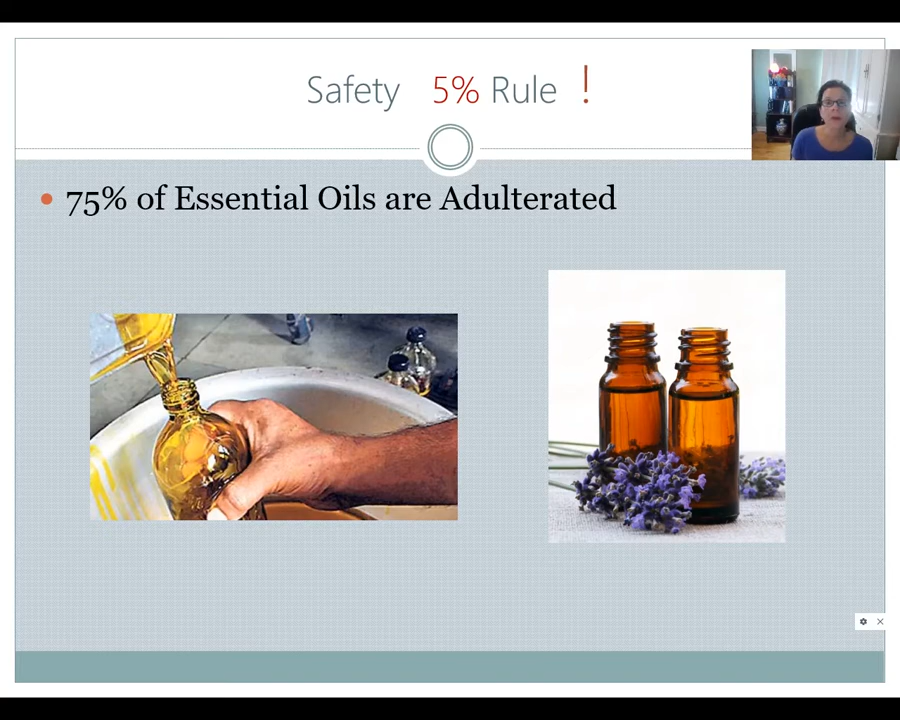 Safety 5% Rule !
• 75% of Essential Oils are Adulterated